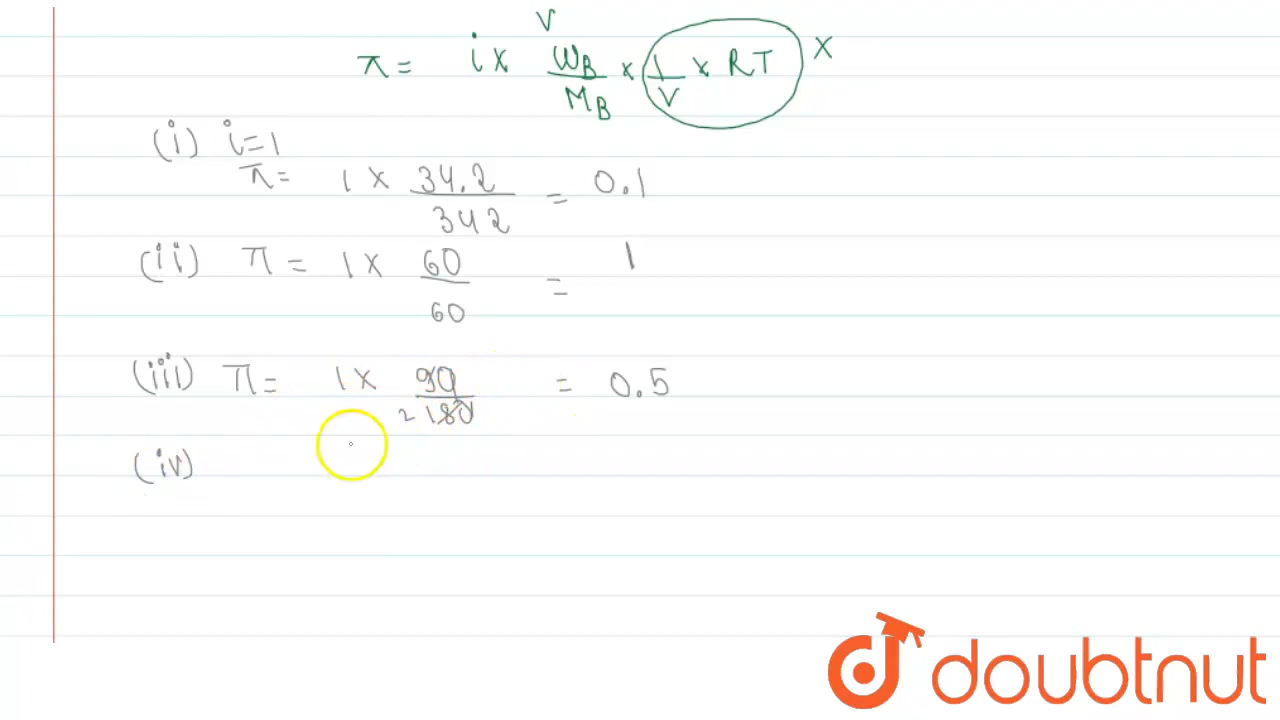 π = i × W_B/M_B × 1/V × RT ×
V
(i) i=1
π = 1 × 34.2/342 = 0.1
(ii) π = 1 × 60/60 = 1
(iii) π = 1 × 90/180 = 0.5
2
(iv)
doubtnut